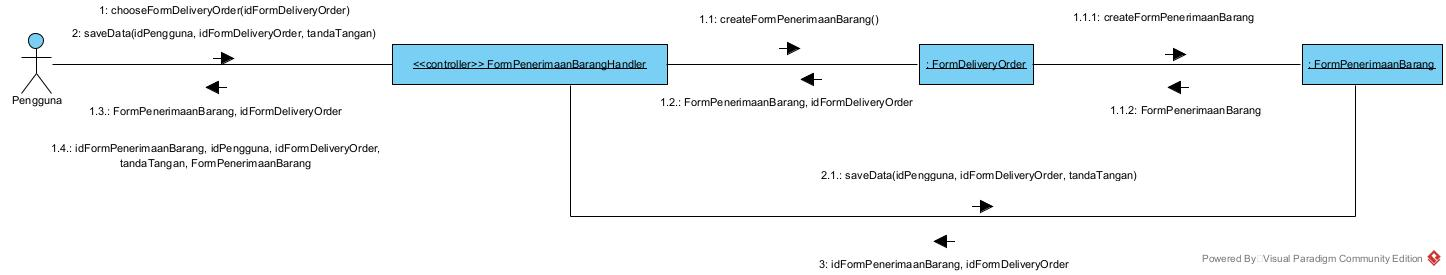 1: chooseFormDeliveryOrder(idFormDeliveryOrder)
2: saveData(idPengguna, idFormDeliveryOrder, tandaTangan)
Pengguna
1.3.: FormPenerimaanBarang, idFormDeliveryOrder
1.4.: idFormPenerimaanBarang, idPengguna, idFormDeliveryOrder,
tandaTangan, FormPenerimaanBarang
<<controller>> FormPenerimaanBarangHandler
1.1: createFormPenerimaanBarang()
1.2.: FormPenerimaanBarang, idFormDeliveryOrder
: FormDeliveryOrder
1.1.1: createFormPenerimaanBarang
1.1.2: FormPenerimaanBarang
: FormPenerimaanBarang
2.1.: saveData(idPengguna, idFormDeliveryOrder, tandaTangan)
3: idFormPenerimaanBarang, idFormDeliveryOrder
Powered By Visual Paradigm Community Edition